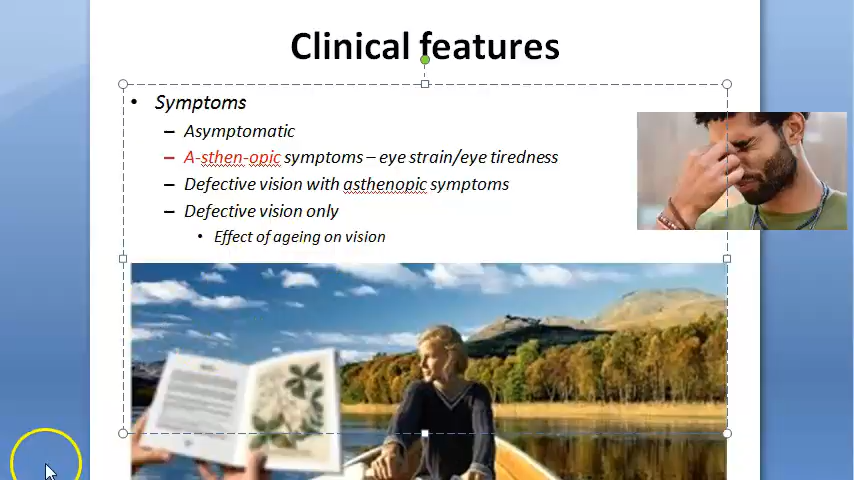 Clinical features
• Symptoms
– Asymptomatic
– A-sthen-opic symptoms – eye strain/eye tiredness
– Defective vision with asthenopic symptoms
– Defective vision only
• Effect of ageing on vision